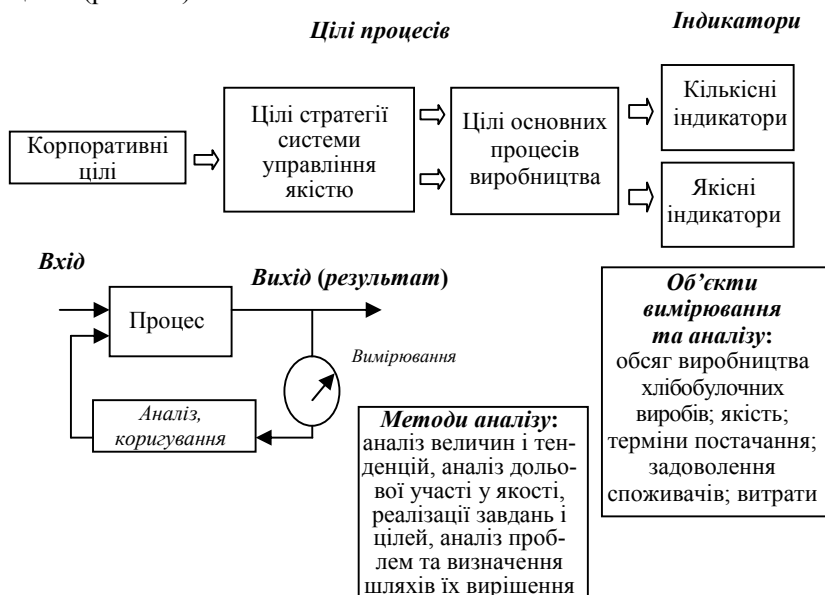 Цілі процесів
Індикатори
Корпоративні
цілі
Цілі стратегії
системи
управління
якістю
Цілі основних
процесів
виробництва
Кількісні
індикатори
Якісні
індикатори
Вхід
Вихід (результат)
Процес
Вимірювання
Аналіз,
коригування
Методи аналізу:
аналіз величин і тен-
денцій, аналіз дольо-
вої участі у якості,
реалізації завдань і
цілей, аналіз проб-
лем та визначення
шляхів їх вирішення
Об’єкти
вимірювання
та аналізу:
обсяг виробництва
хлібобулочних
виробів; якість;
терміни постачання;
задоволення
споживачів; витрати